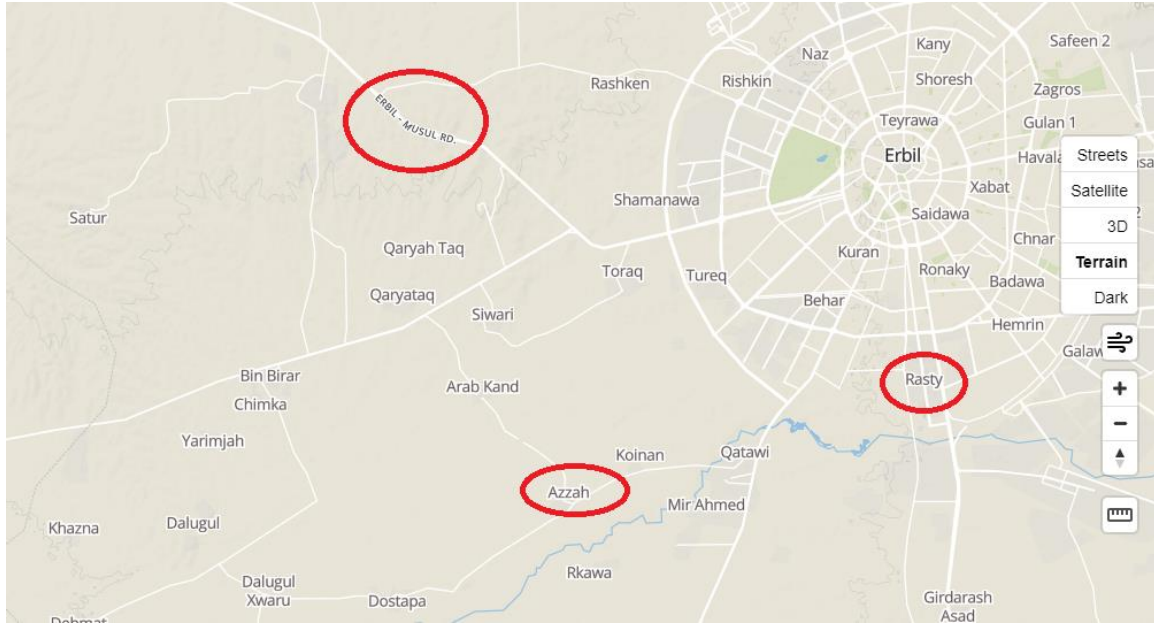 Safeen 2
Kany
Naz
Rashken
Rishkin
Shoresh
Zagros
ERBIL - MUSUL RD.
Teyrawa
Gulan 1
Erbil
Streets
Satellite
3D
Terrain
Dark
Xabat
Shamanawa
Saidawa
Satur
Chnar
Qaryah Taq
Kuran
Toraq
Tureq
Ronaky
Badawa
Qaryataq
Behar
Siwari
Hemrin
Bin Birar
Arab Kand
Rasty
Chimka
Yarimjah
Koinan
Qatawi
Azzah
Mir Ahmed
Khazna
Dalugul
Rkawa
Dalugul
Xwaru
Dostapa
Girdarash
Asad